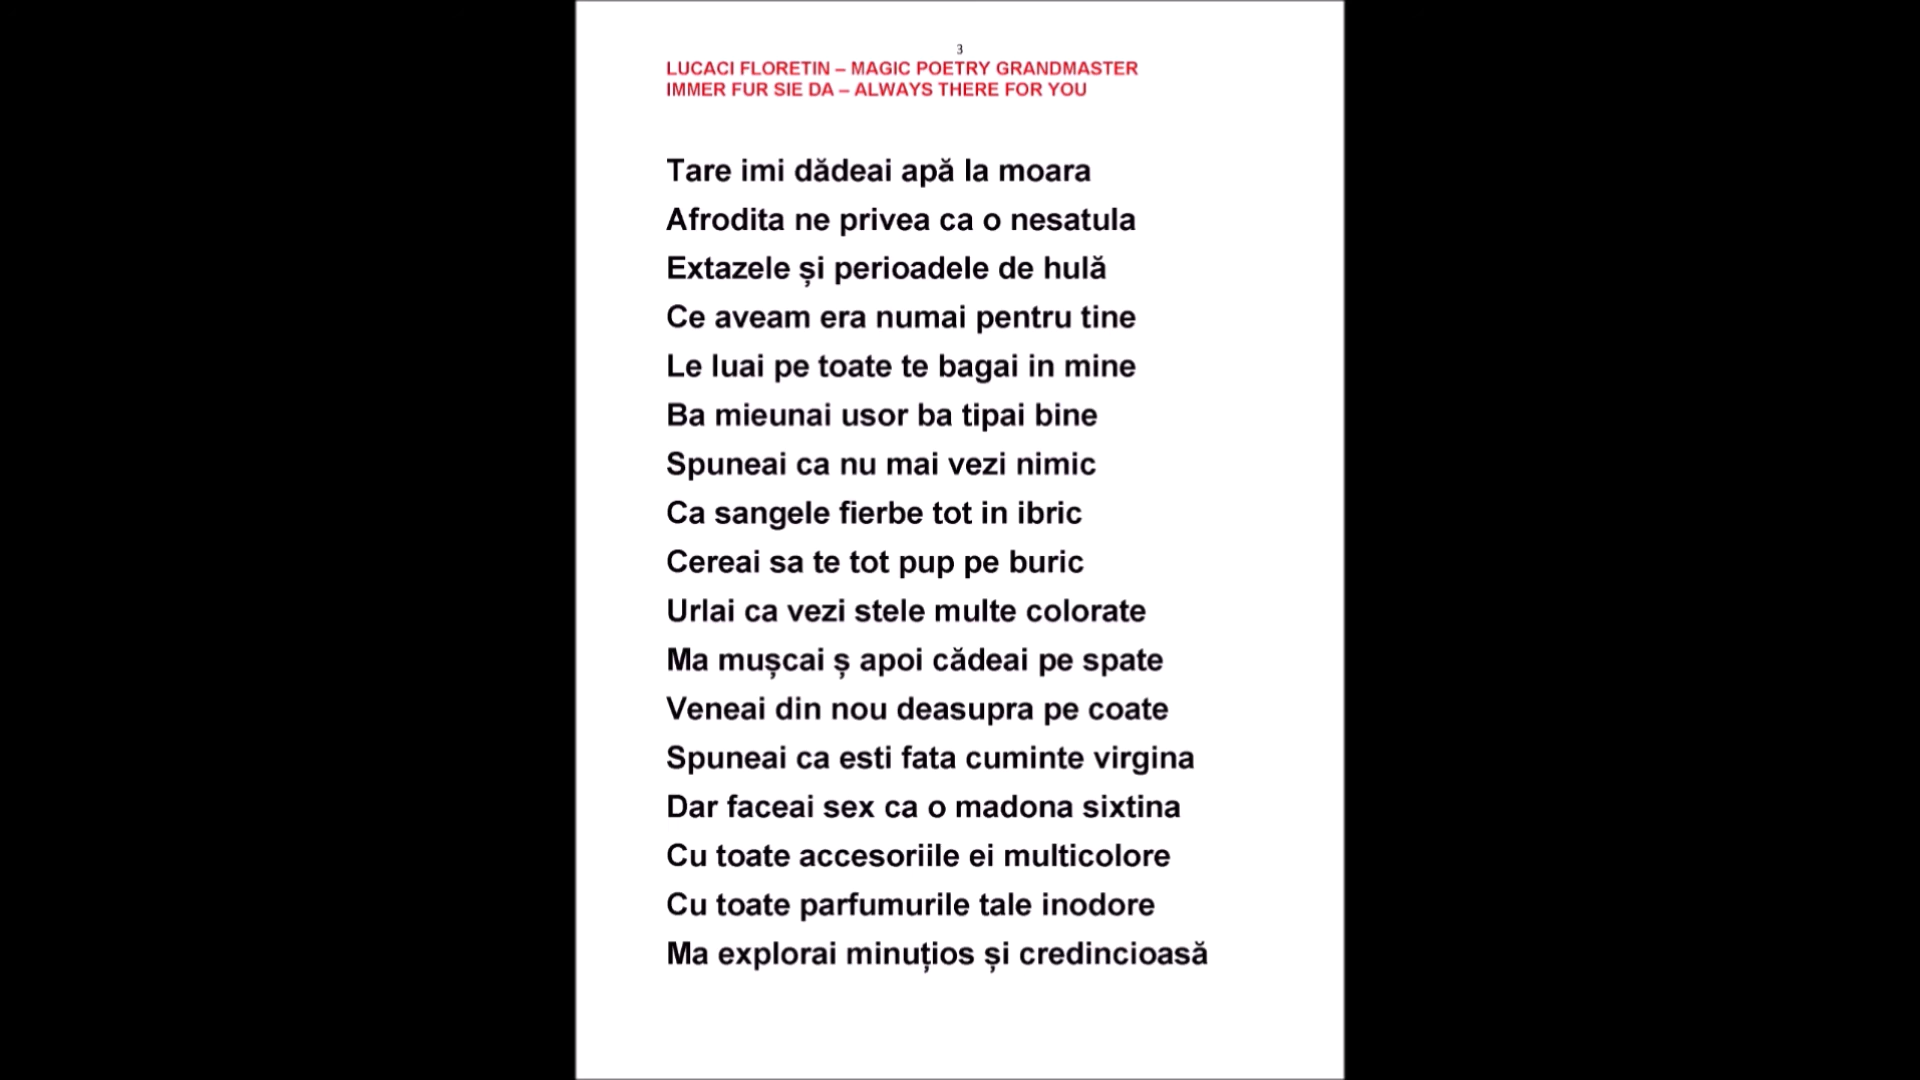 3
LUCACI FLORETIN – MAGIC POETRY GRANDMASTER
IMMER FUR SIE DA – ALWAYS THERE FOR YOU
Tare imi dădeai apă la moara
Afrodita ne privea ca o nesatula
Extazele și perioadele de hulă
Ce aveam era numai pentru tine
Le luai pe toate te bagai in mine
Ba mieunai usor ba tipai bine
Spuneai ca nu mai vezi nimic
Ca sangele fierbe tot in ibric
Cereai sa te tot pup pe buric
Urlai ca vezi stele multe colorate
Ma mușcai ș apoi cădeai pe spate
Veneai din nou deasupra pe coate
Spuneai ca esti fata cuminte virgina
Dar faceai sex ca o madona sixtina
Cu toate accesoriile ei multicolore
Cu toate parfumurile tale inodore
Ma explorai minuțios și credincioasă